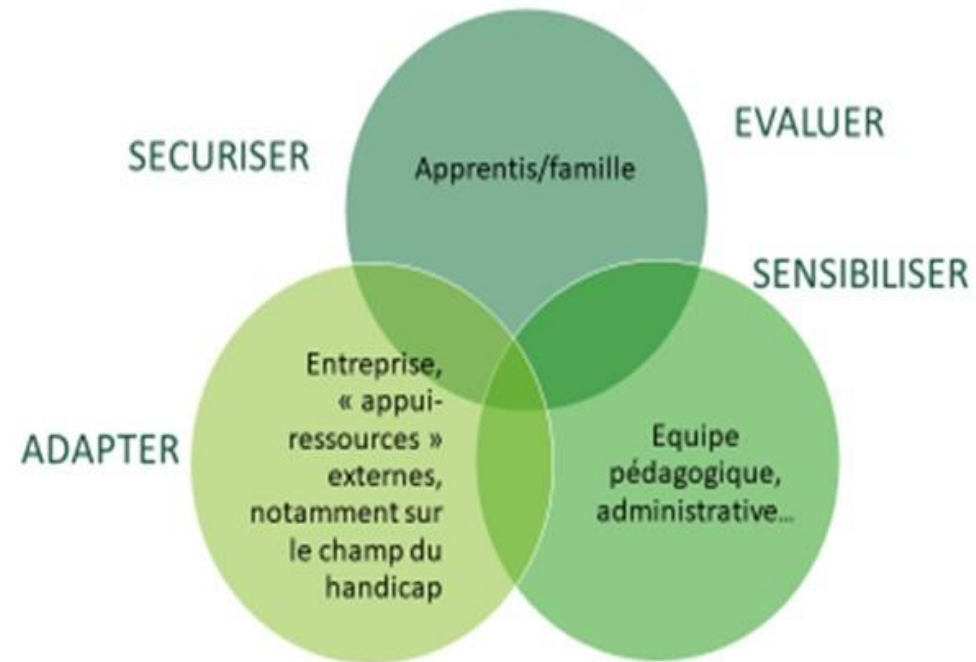 EVALUER
SECURISER
Apprentis/famille
SENSIBILISER
Entreprise,
« appui-
ressources »
externes,
notamment sur
le champ du
handicap
ADAPTER
Equipe
pédagogique,
administrative...